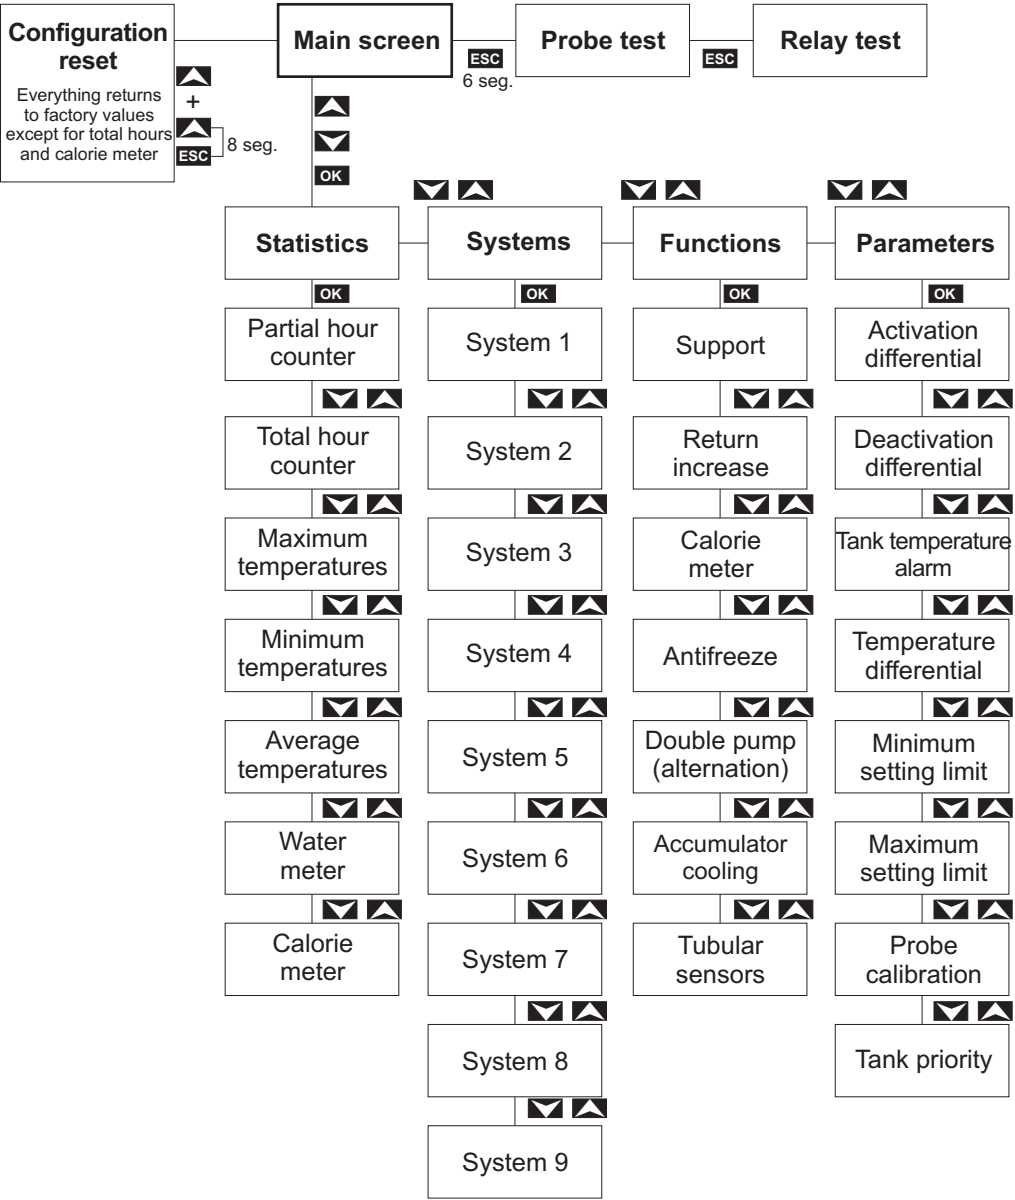 Configuration
reset
Everything returns
to factory values
except for total hours
and calorie meter
+
ESC
8 seg.
Main screen
ESC
6 seg.
Probe test
ESC
Relay test
OK
Statistics
Systems
Functions
Parameters
OK
OK
OK
OK
Partial hour
counter
Total hour
counter
Maximum
temperatures
Minimum
temperatures
Average
temperatures
Water
meter
Calorie
meter
System 1
System 2
System 3
System 4
System 5
System 6
System 7
System 8
System 9
Support
Return
increase
Calorie
meter
Antifreeze
Double pump
(alternation)
Accumulator
cooling
Tubular
sensors
Activation
differential
Deactivation
differential
Tank temperature
alarm
Temperature
differential
Minimum
setting limit
Maximum
setting limit
Probe
calibration
Tank priority